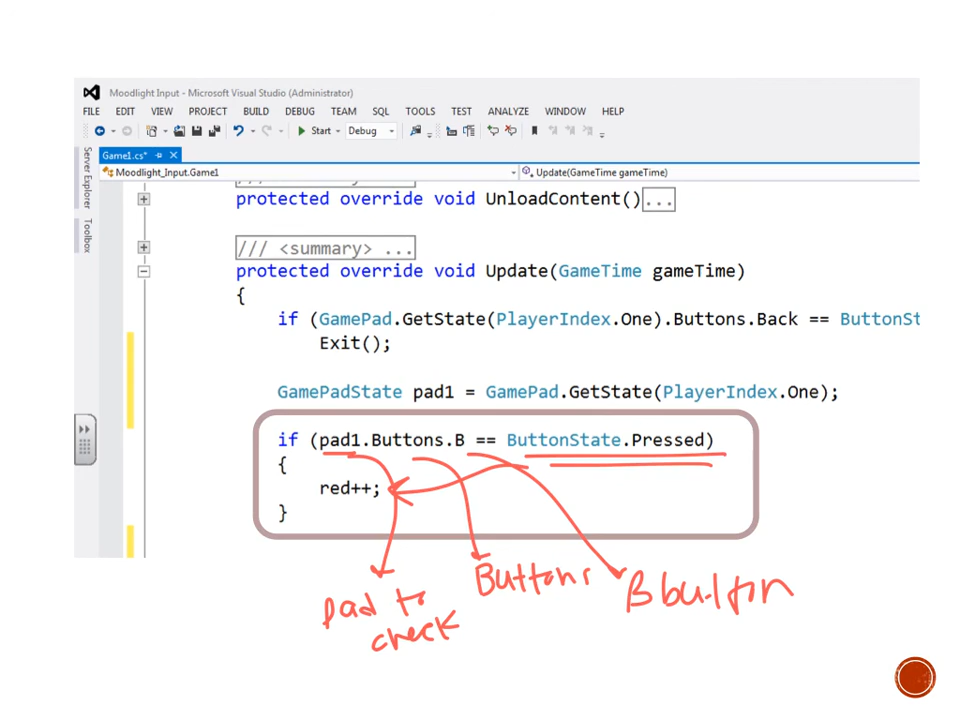 Moodlight Input - Microsoft Visual Studio (Administrator)
FILE EDIT VIEW PROJECT BUILD DEBUG TEAM SQL TOOLS TEST ANALYZE WINDOW HELP
Start Debug
Game1.cs*
Moodlight_Input.Game1 Update(GameTime gameTime)
Server Explorer
Toolbox
protected override void UnloadContent()...
/// <summary> ...
protected override void Update(GameTime gameTime)
{
if (GamePad.GetState(PlayerIndex.One).Buttons.Back == ButtonSt
Exit();
GamePadState pad1 = GamePad.GetState(PlayerIndex.One);
if (pad1.Buttons.B == ButtonState.Pressed)
{
red++;
}
pad to
check
Buttons
B button